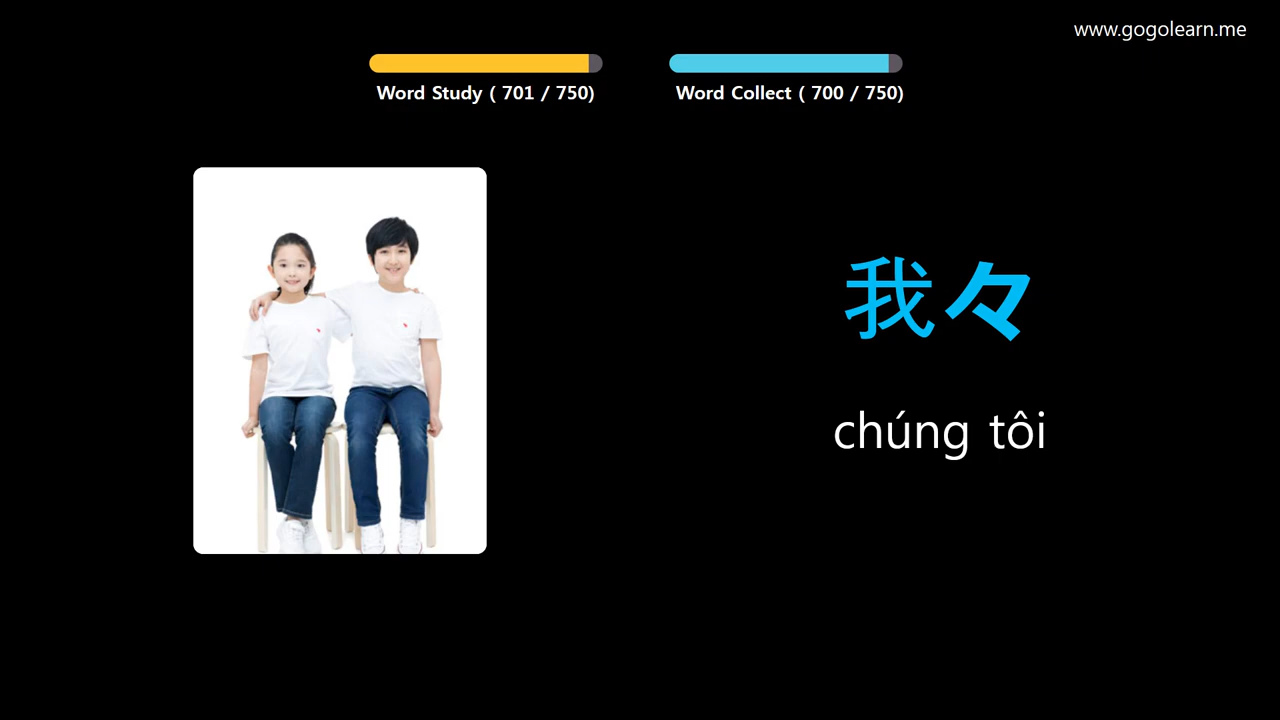 www.gogolearn.me
Word Study ( 701 / 750)
Word Collect ( 700 / 750)
我々
chúng tôi